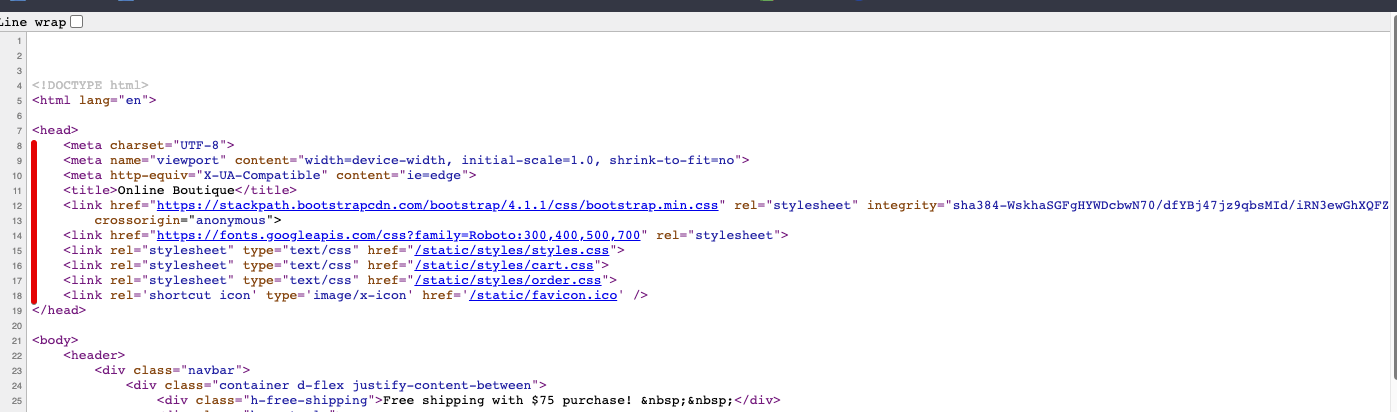 Line wrap
1
2
3
4 <!DOCTYPE html>
5 <html lang="en">
6
7 <head>
8     <meta charset="UTF-8">
9     <meta name="viewport" content="width=device-width, initial-scale=1.0, shrink-to-fit=no">
10     <meta http-equiv="X-UA-Compatible" content="ie=edge">
11     <title>Online Boutique</title>
12     <link href="https://stackpath.bootstrapcdn.com/bootstrap/4.1.1/css/bootstrap.min.css" rel="stylesheet" integrity="sha384-WskhaSGFgHYWDcbwN70/dfYBj47jz9qbsMId/iRN3ewGhXQFZ
13         crossorigin="anonymous">
14     <link href="https://fonts.googleapis.com/css?family=Roboto:300,400,500,700" rel="stylesheet">
15     <link rel="stylesheet" type="text/css" href="/static/styles/styles.css">
16     <link rel="stylesheet" type="text/css" href="/static/styles/cart.css">
17     <link rel="stylesheet" type="text/css" href="/static/styles/order.css">
18     <link rel='shortcut icon' type='image/x-icon' href='/static/favicon.ico' />
19 </head>
20
21 <body>
22     <header>
23         <div class="navbar">
24             <div class="container d-flex justify-content-between">
25                 <div class="h-free-shipping">Free shipping with $75 purchase! &nbsp;&nbsp;</div>